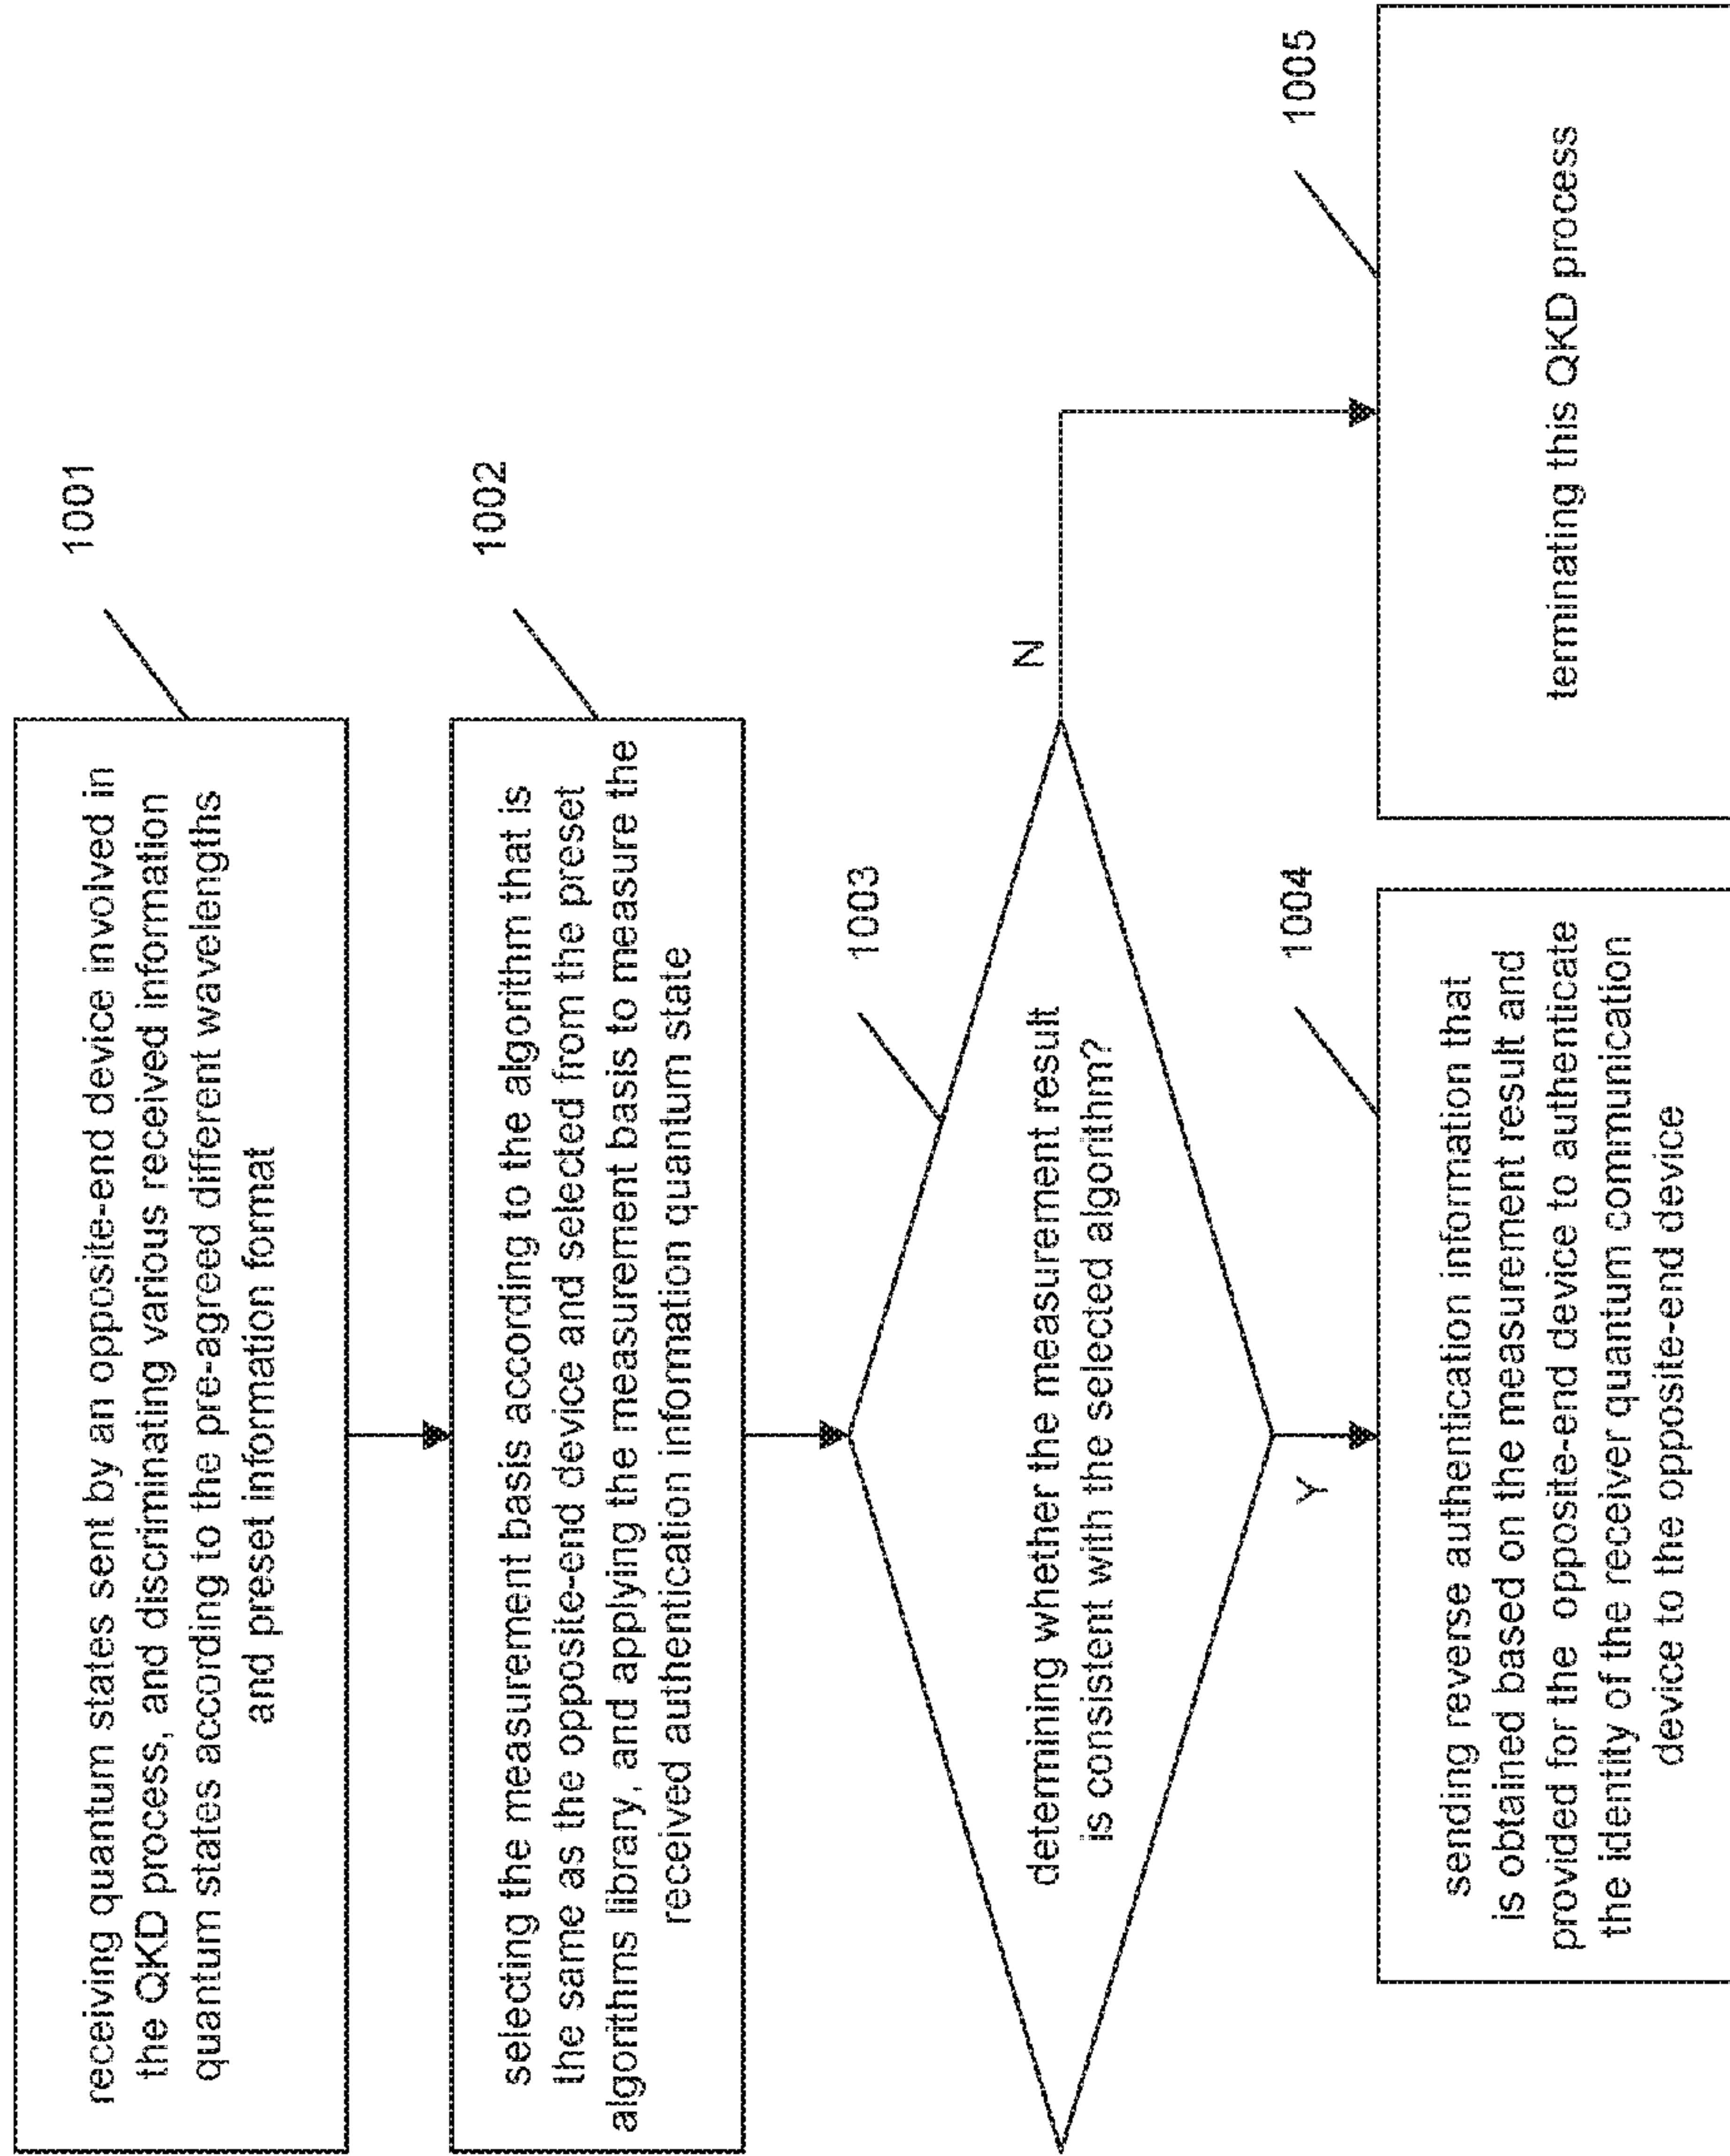 1001
receiving quantum states sent by an opposite-end device involved in
the QKD process, and discriminating various received information
quantum states according to the pre-agreed different wavelengths
and preset information format
1002
selecting the measurement basis according to the algorithm that is
the same as the opposite-end device and selected from the preset
algorithms library, and applying the measurement basis to measure the
received authentication information quantum state
1003
determining whether the measurement result
is consistent with the selected algorithm?
N
Y
1004
sending reverse authentication information that
is obtained based on the measurement result and
provided for the opposite-end device to authenticate
the identity of the receiver quantum communication
device to the opposite-end device
1005
terminating this QKD process